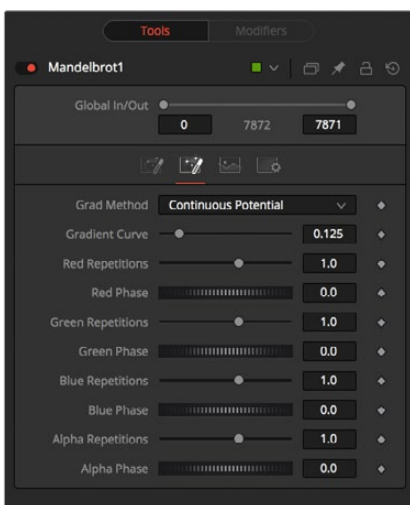 Tools Modifiers
Mandelbrot1
Global In/Out
0 7872 7871
Grad Method Continuous Potential
Gradient Curve 0.125
Red Repetitions 1.0
Red Phase 0.0
Green Repetitions 1.0
Green Phase 0.0
Blue Repetitions 1.0
Blue Phase 0.0
Alpha Repetitions 1.0
Alpha Phase 0.0